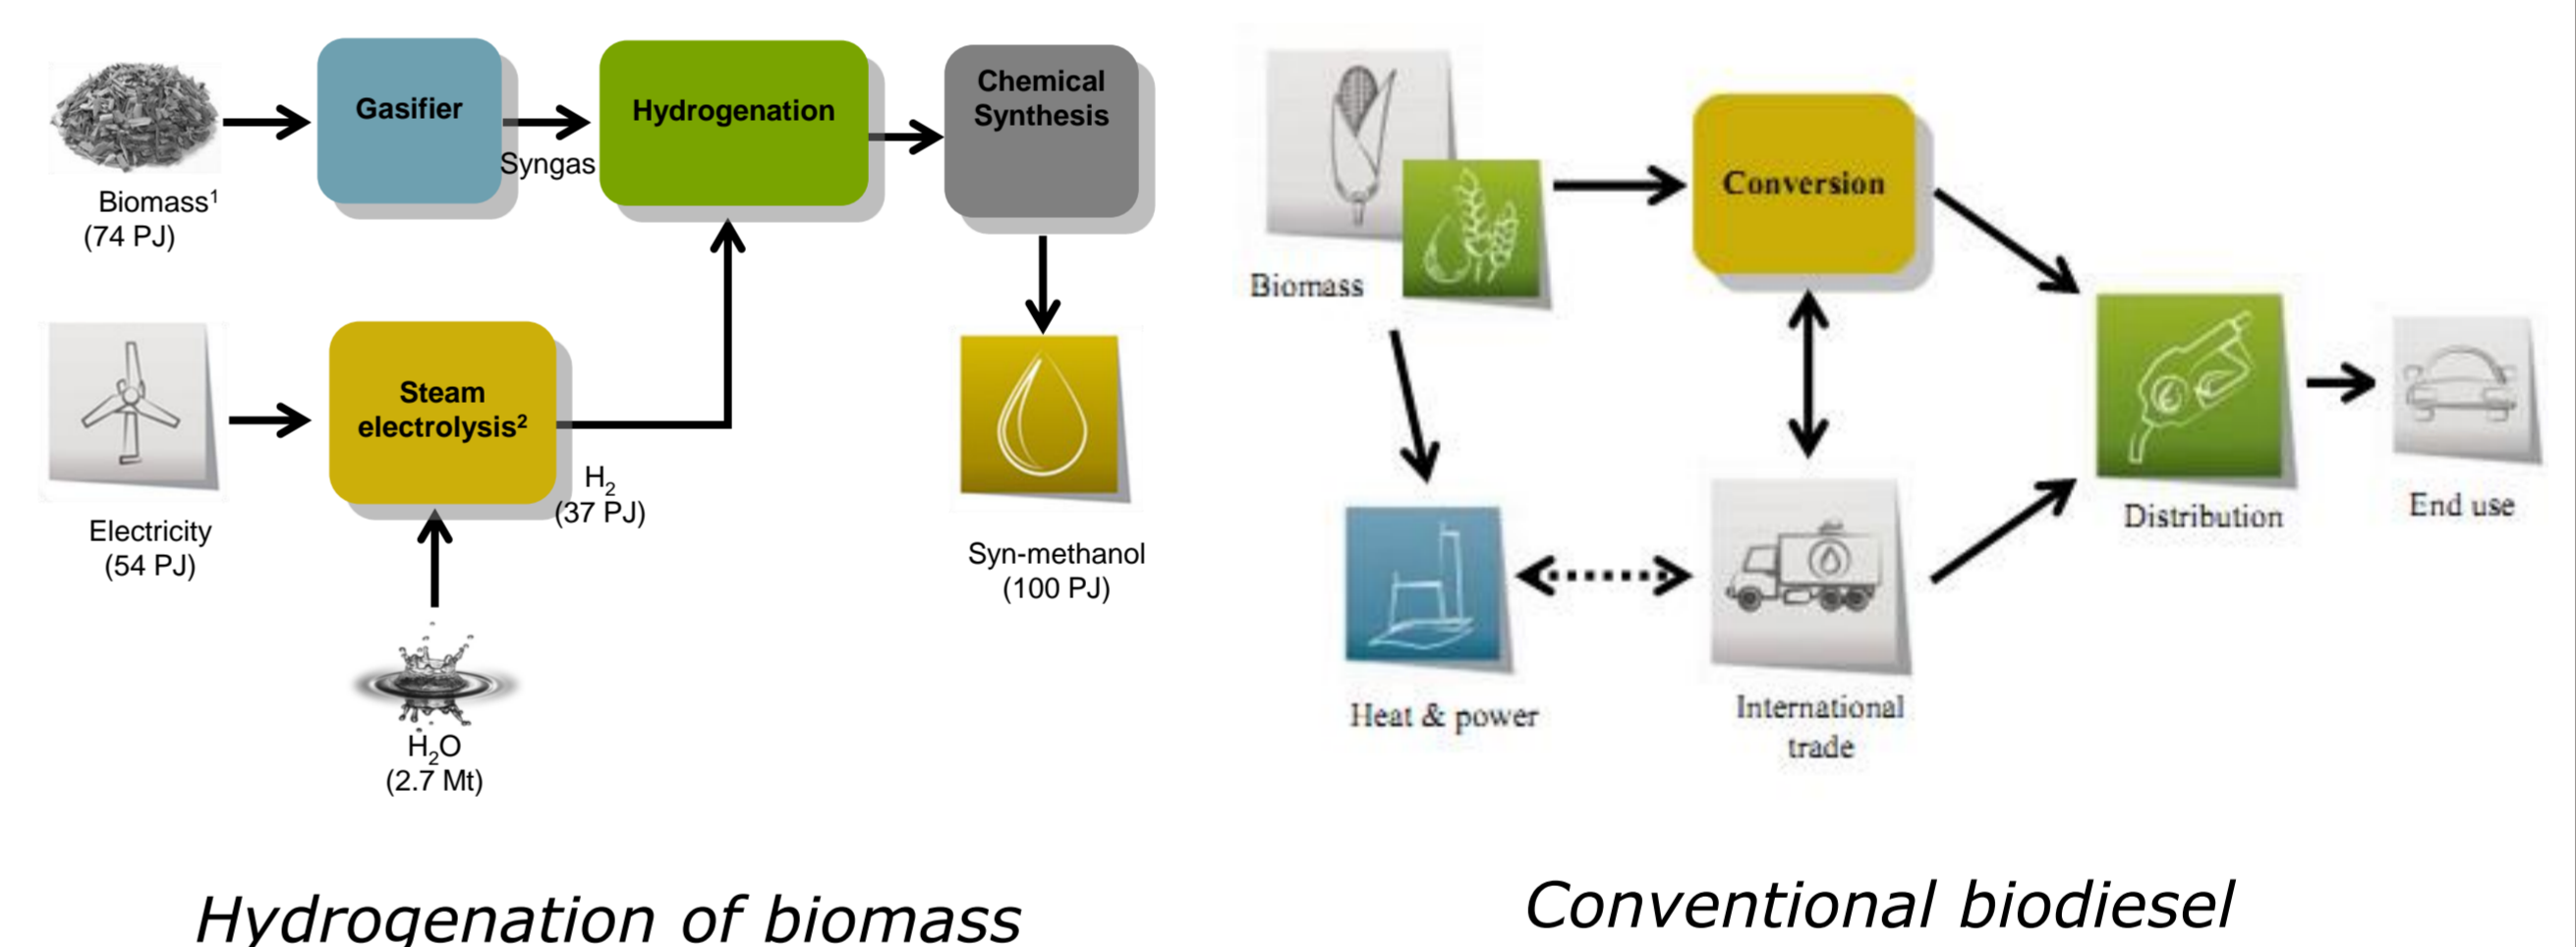 Gasifier
Hydrogenation
Chemical
Synthesis
Syngas
Biomass¹
(74 PJ)
Steam
electrolysis²
H₂
(37 PJ)
Electricity
(54 PJ)
Syn-methanol
(100 PJ)
H₂O
(2.7 Mt)
Hydrogenation of biomass
Conversion
Biomass
Distribution
End use
Heat & power
International
trade
Conventional biodiesel